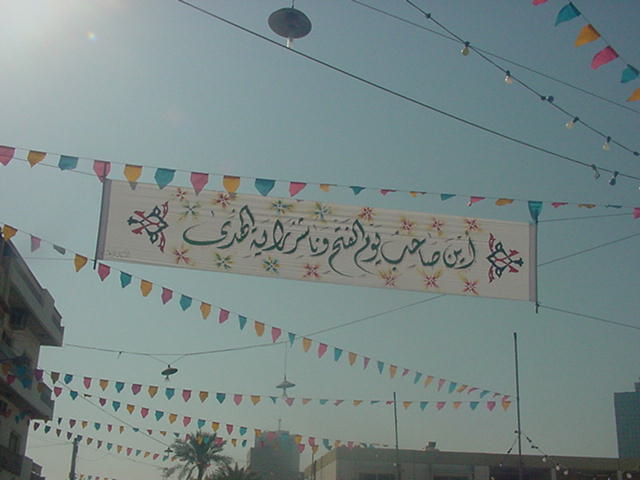 أين صاحب يوم الفتح وناشر راية الهدى